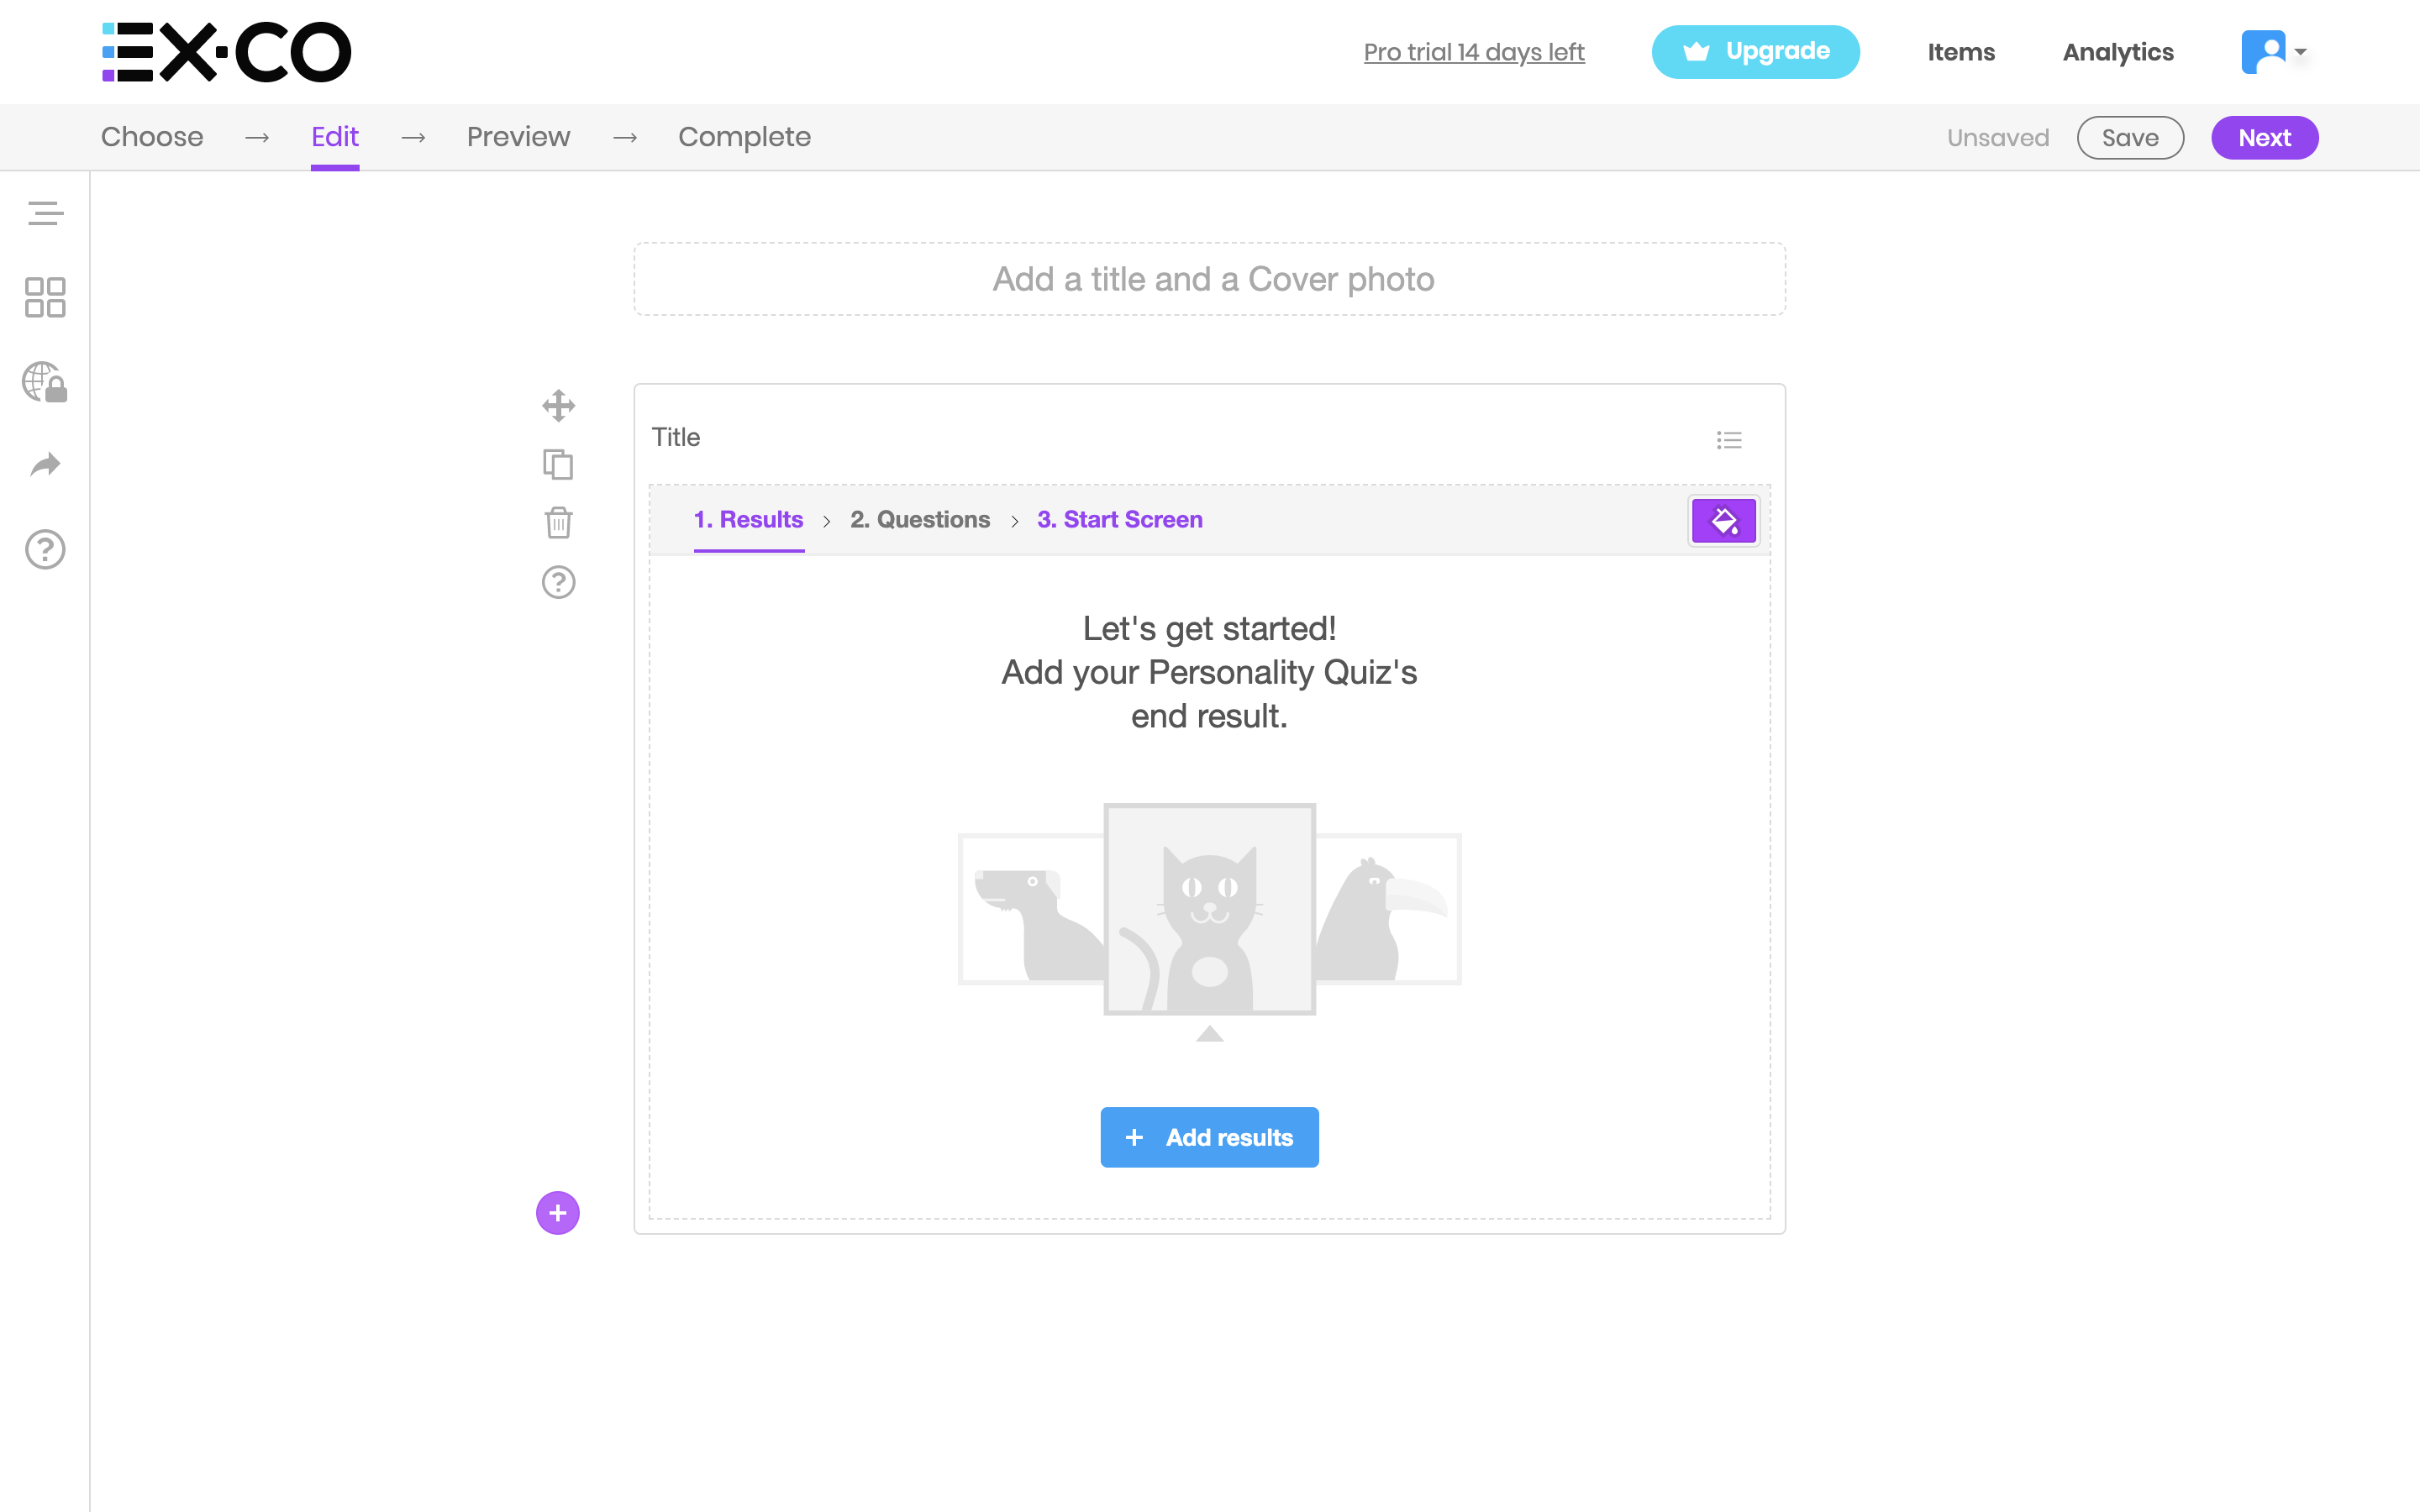 EX·CO
Pro trial 14 days left
Upgrade
Items
Analytics
Choose → Edit → Preview → Complete
Unsaved
Save
Next
Add a title and a Cover photo
Title
1. Results > 2. Questions > 3. Start Screen
Let's get started!
Add your Personality Quiz's
end result.
+ Add results